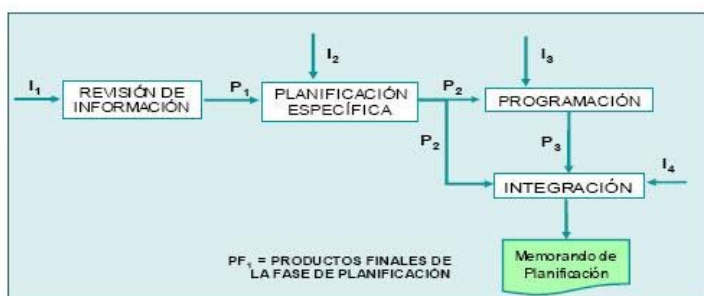 I₂
I₃
I₁
REVISIÓN DE
INFORMACIÓN
P₁
PLANIFICACIÓN
ESPECÍFICA
P₂
PROGRAMACIÓN
P₂
P₃
INTEGRACIÓN
I₄
PF₁ = PRODUCTOS FINALES DE
LA FASE DE PLANIFICACIÓN
Memorando de
Planificación